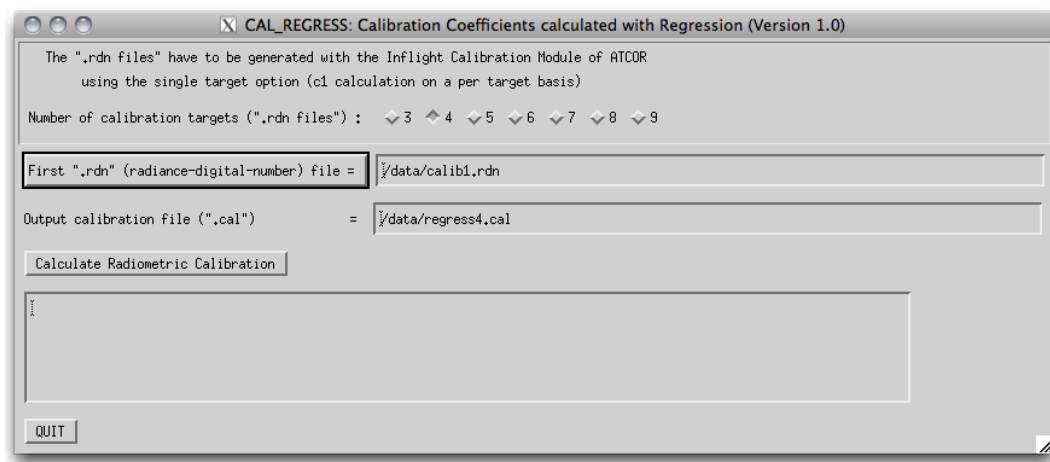 CAL_REGRESS: Calibration Coefficients calculated with Regression (Version 1.0)
The ".rdn files" have to be generated with the Inflight Calibration Module of ATCOR
using the single target option (c1 calculation on a per target basis)
Number of calibration targets (".rdn files") : 3 4 5 6 7 8 9
First ".rdn" (radiance-digital-number) file = /data/calib1.rdn
Output calibration file (".cal") = /data/regress4.cal
Calculate Radiometric Calibration
QUIT